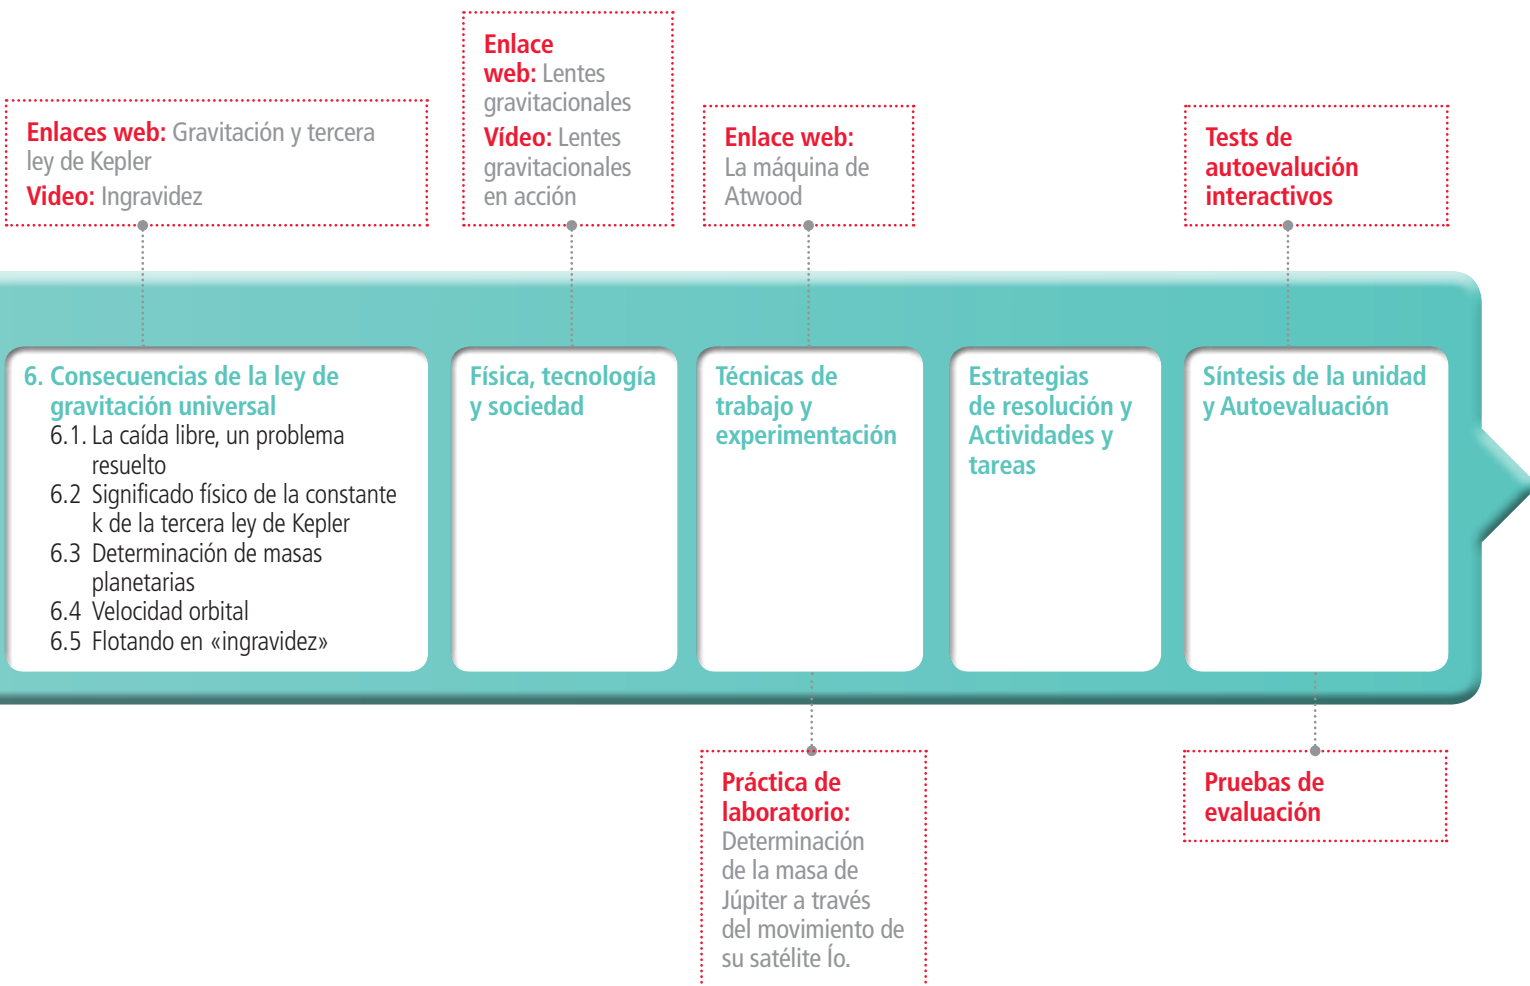 Enlaces web: Gravitación y tercera
ley de Kepler
Video: Ingravidez
Enlace
web: Lentes
gravitacionales
Vídeo: Lentes
gravitacionales
en acción
Enlace web:
La máquina de
Atwood
Tests de
autoevalución
interactivos
6. Consecuencias de la ley de
gravitación universal
6.1. La caída libre, un problema
resuelto
6.2 Significado físico de la constante
k de la tercera ley de Kepler
6.3 Determinación de masas
planetarias
6.4 Velocidad orbital
6.5 Flotando en «ingravidez»
Física, tecnología
y sociedad
Técnicas de
trabajo y
experimentación
Estrategias
de resolución y
Actividades y
tareas
Síntesis de la unidad
y Autoevaluación
Práctica de
laboratorio:
Determinación
de la masa de
Júpiter a través
del movimiento de
su satélite Ío.
Pruebas de
evaluación